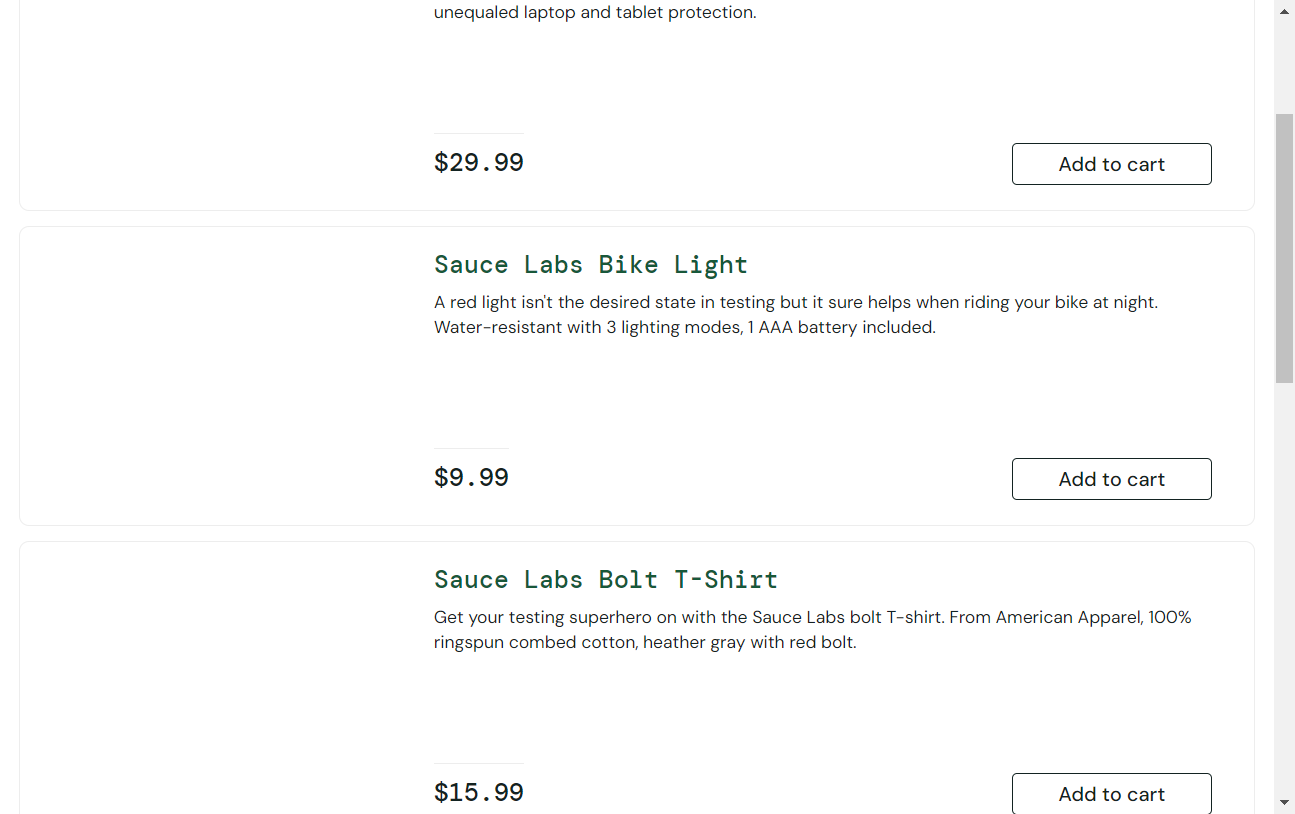 unequaled laptop and tablet protection.
$29.99
Add to cart
Sauce Labs Bike Light
A red light isn't the desired state in testing but it sure helps when riding your bike at night.
Water-resistant with 3 lighting modes, 1 AAA battery included.
$9.99
Add to cart
Sauce Labs Bolt T-Shirt
Get your testing superhero on with the Sauce Labs bolt T-shirt. From American Apparel, 100%
ringspun combed cotton, heather gray with red bolt.
$15.99
Add to cart